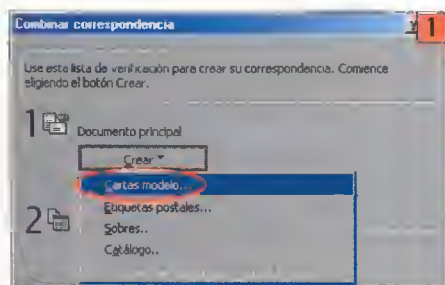 Combinar correspondencia
1
Use esta lista de verificación para crear su correspondencia. Comience
eligiendo el botón Crear.
1 Documento principal
Crear
Cartas modelo...
Etiquetas postales...
2
Sobres..
Catálogo..